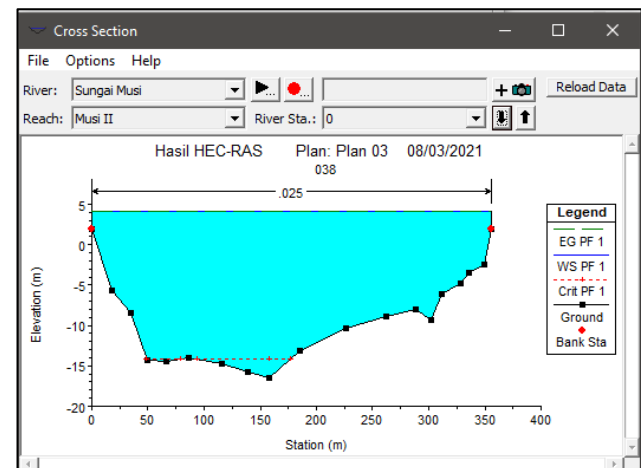 Cross Section
File Options Help
River: Sungai Musi Reload Data
Reach: Musi II River Sta.: 0
Hasil HEC-RAS Plan: Plan 03 08/03/2021
038
.025
Elevation (m)
5
0
-5
-10
-15
-20
0 50 100 150 200 250 300 350 400
Station (m)
Legend
EG PF 1
WS PF 1
Crit PF 1
Ground
Bank Sta